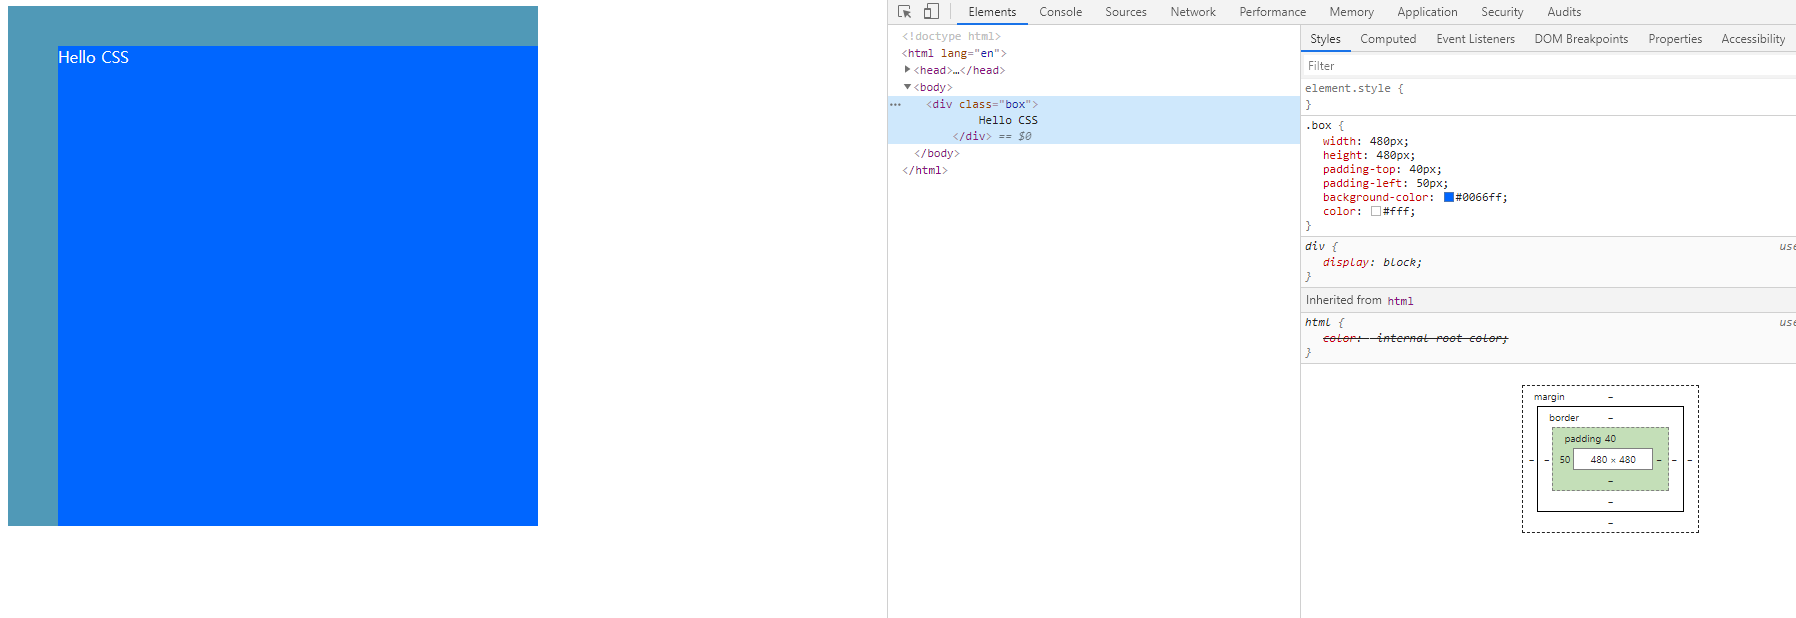 Hello CSS
Elements Console Sources Network Performance Memory Application Security Audits
<!doctype html>
<html lang="en">
<head>…</head>
<body>
<div class="box">
Hello CSS
</div> == $0
</body>
</html>
Styles Computed Event Listeners DOM Breakpoints Properties Accessibility
Filter
element.style {
}
.box {
width: 480px;
height: 480px;
padding-top: 40px;
padding-left: 50px;
background-color: #0066ff;
color: #fff;
}
div { use
display: block;
}
Inherited from html
html { use
color: -internal-root-color;
}
margin –
border –
padding 40
– – 50 480 × 480 – – –
–
–
–